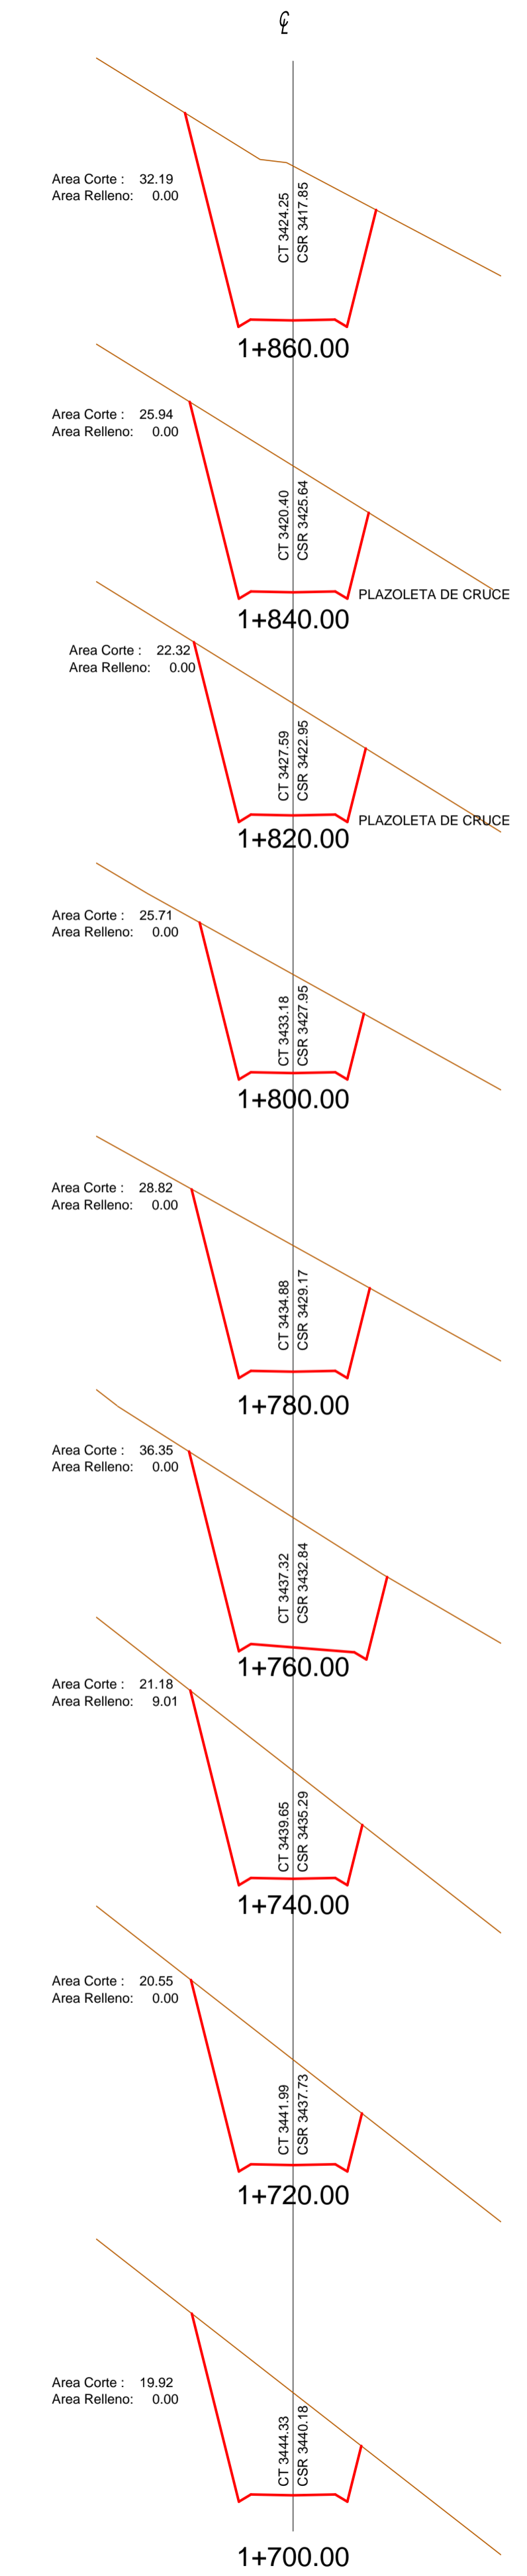 ℄
Area Corte : 32.19
Area Relleno: 0.00
CT 3424.25
CSR 3417.85
1+860.00
Area Corte : 25.94
Area Relleno: 0.00
CT 3420.40
CSR 3425.64
PLAZOLETA DE CRUCE
1+840.00
Area Corte : 22.32
Area Relleno: 0.00
CT 3427.59
CSR 3422.95
PLAZOLETA DE CRUCE
1+820.00
Area Corte : 25.71
Area Relleno: 0.00
CT 3433.18
CSR 3427.95
1+800.00
Area Corte : 28.82
Area Relleno: 0.00
CT 3434.88
CSR 3429.17
1+780.00
Area Corte : 36.35
Area Relleno: 0.00
CT 3437.32
CSR 3432.84
1+760.00
Area Corte : 21.18
Area Relleno: 9.01
CT 3439.65
CSR 3435.29
1+740.00
Area Corte : 20.55
Area Relleno: 0.00
CT 3441.99
CSR 3437.73
1+720.00
Area Corte : 19.92
Area Relleno: 0.00
CT 3444.33
CSR 3440.18
1+700.00